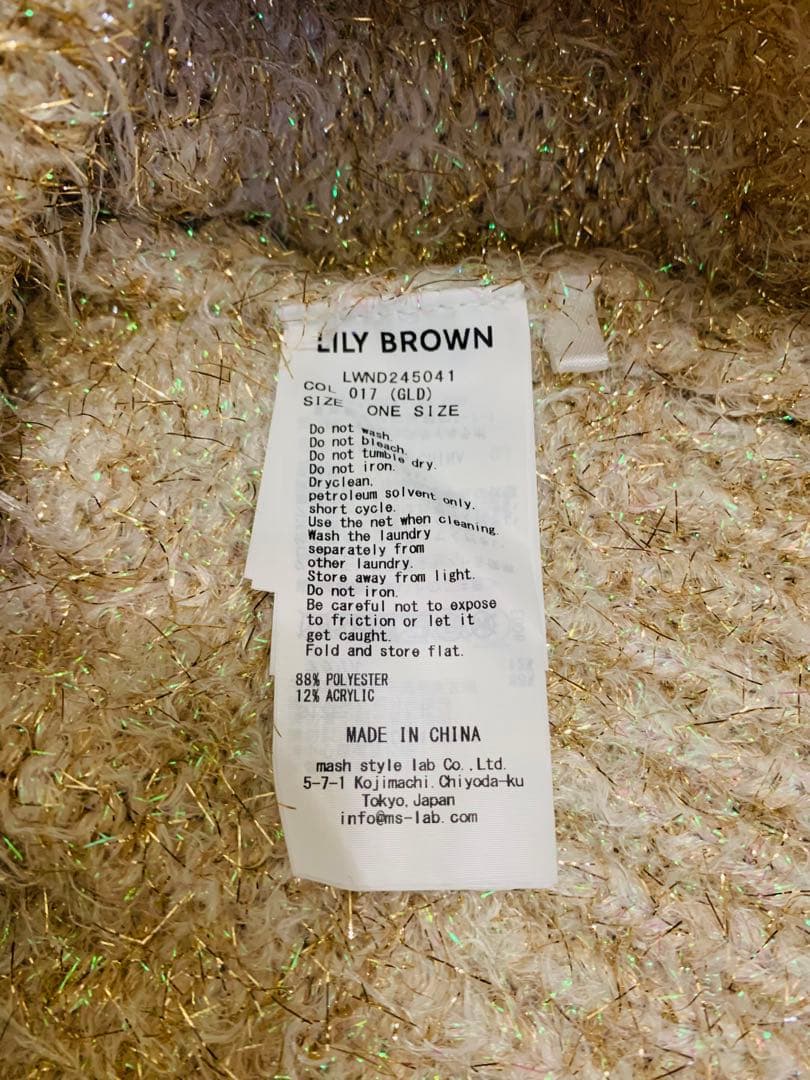 LILY BROWN
LWND245041
COL 017 (GLD)
SIZE ONE SIZE
Do not wash.
Do not bleach.
Do not tumble dry.
Do not iron.
Dryclean.
petroleum solvent only.
short cycle.
Use the net when cleaning.
Wash the laundry
separately from
other laundry.
Store away from light.
Do not iron.
Be careful not to expose
to friction or let it
get caught.
Fold and store flat.
88% POLYESTER
12% ACRYLIC
MADE IN CHINA
mash style lab Co.,Ltd.
5-7-1 Kojimachi.Chiyoda-ku
Tokyo,Japan
info@ms-lab.com